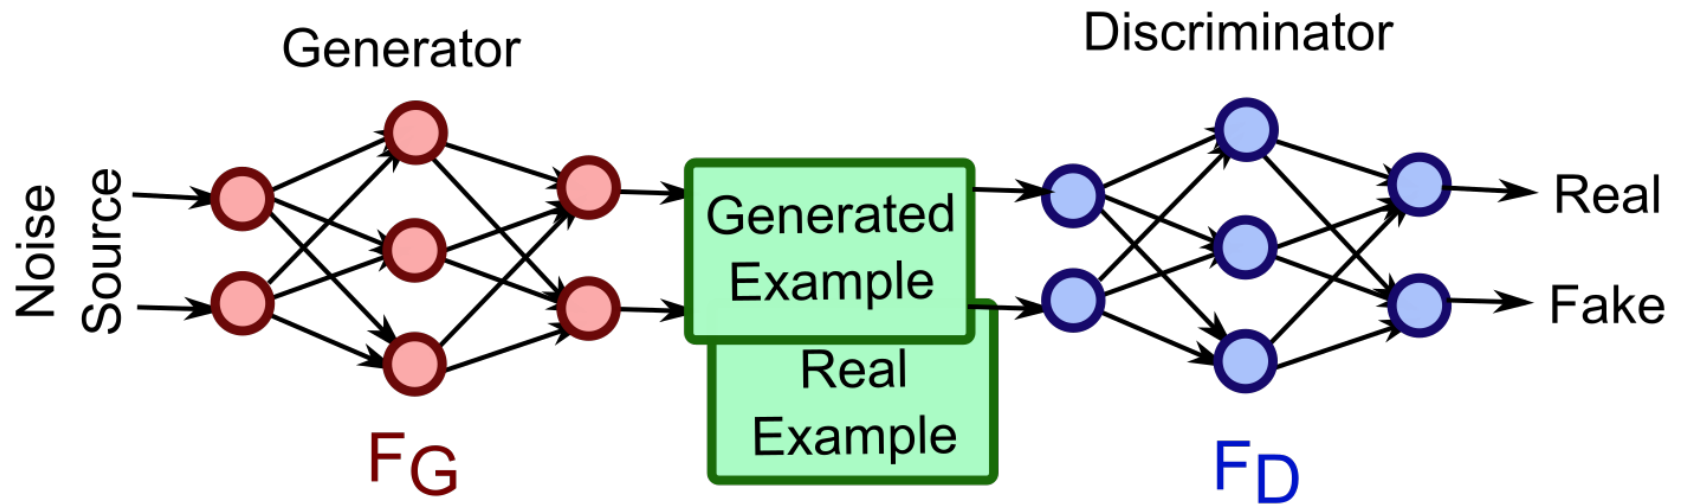 Generator
Discriminator
Noise
Source
Generated
Example
Real
Example
Real
Fake
FG
FD